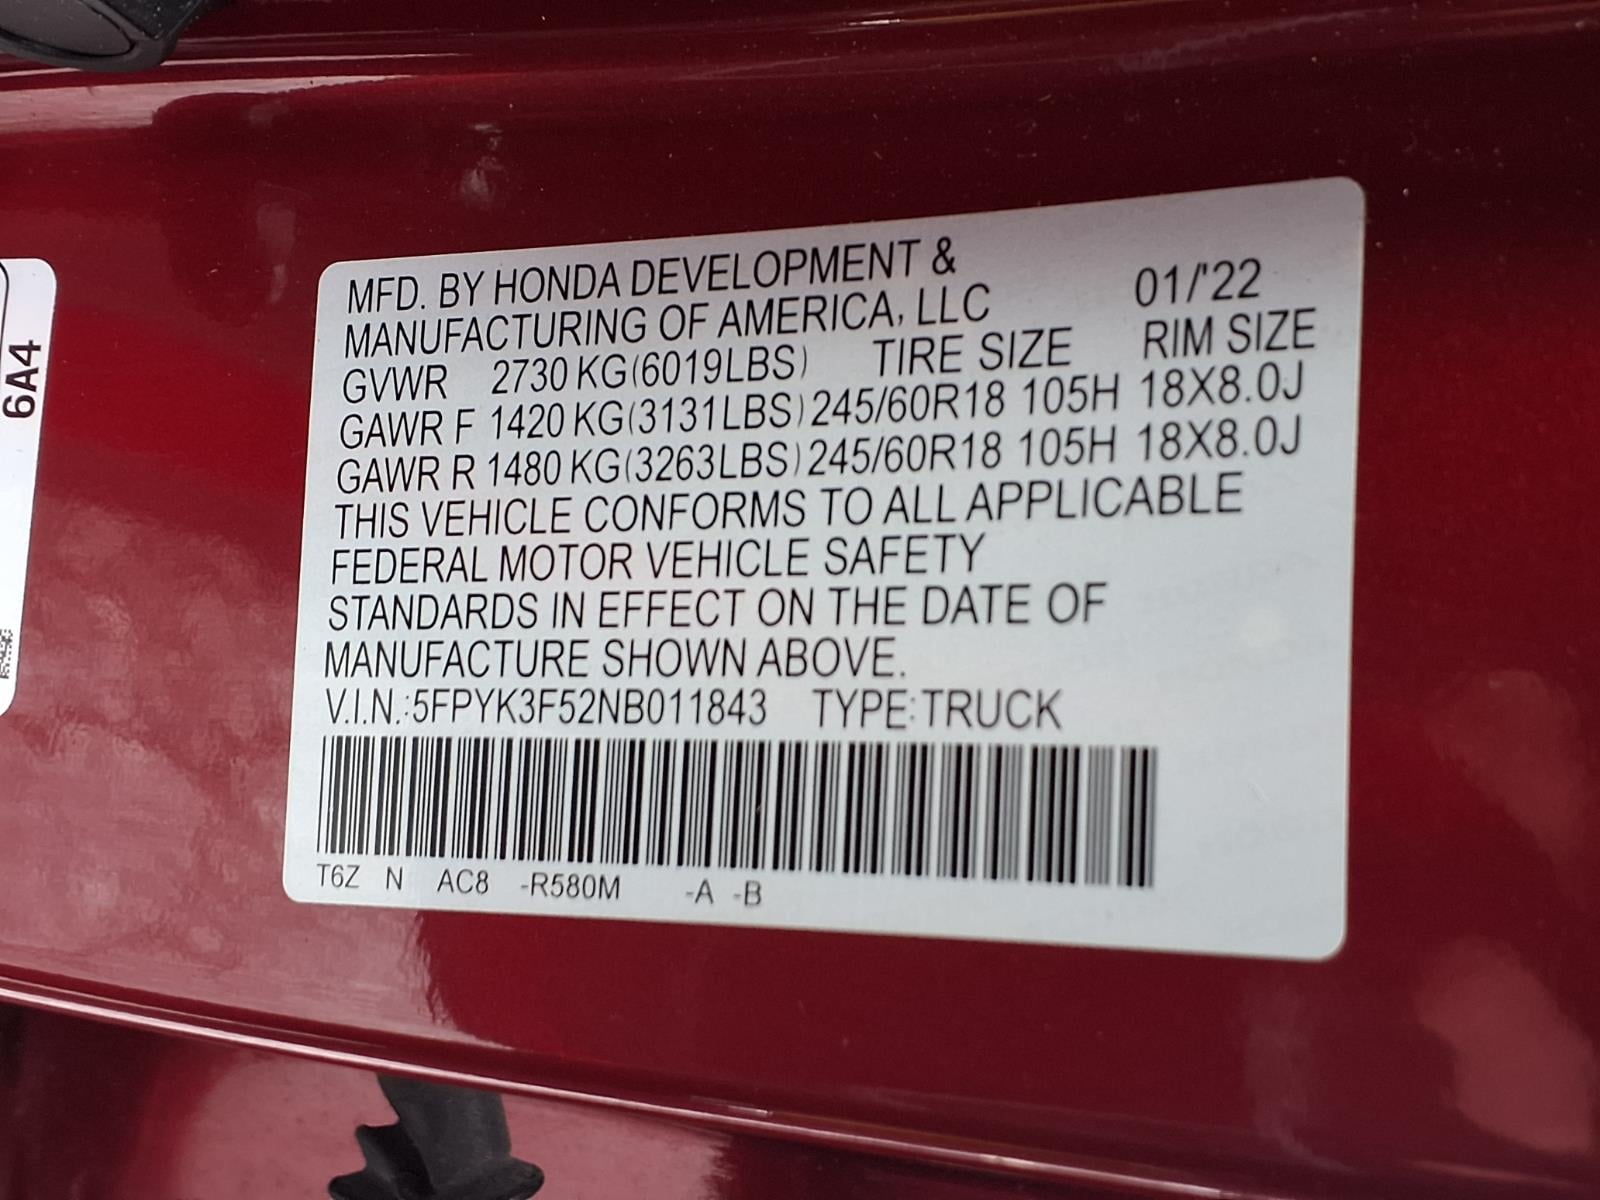 MFD. BY HONDA DEVELOPMENT &
MANUFACTURING OF AMERICA, LLC 01/'22
GVWR 2730 KG(6019LBS) TIRE SIZE RIM SIZE
GAWR F 1420 KG(3131LBS) 245/60R18 105H 18X8.0J
GAWR R 1480 KG(3263LBS) 245/60R18 105H 18X8.0J
THIS VEHICLE CONFORMS TO ALL APPLICABLE
FEDERAL MOTOR VEHICLE SAFETY
STANDARDS IN EFFECT ON THE DATE OF
MANUFACTURE SHOWN ABOVE.
V.I.N.:5FPYK3F52NB011843 TYPE:TRUCK
T6Z N AC8 -R580M -A -B
6A4